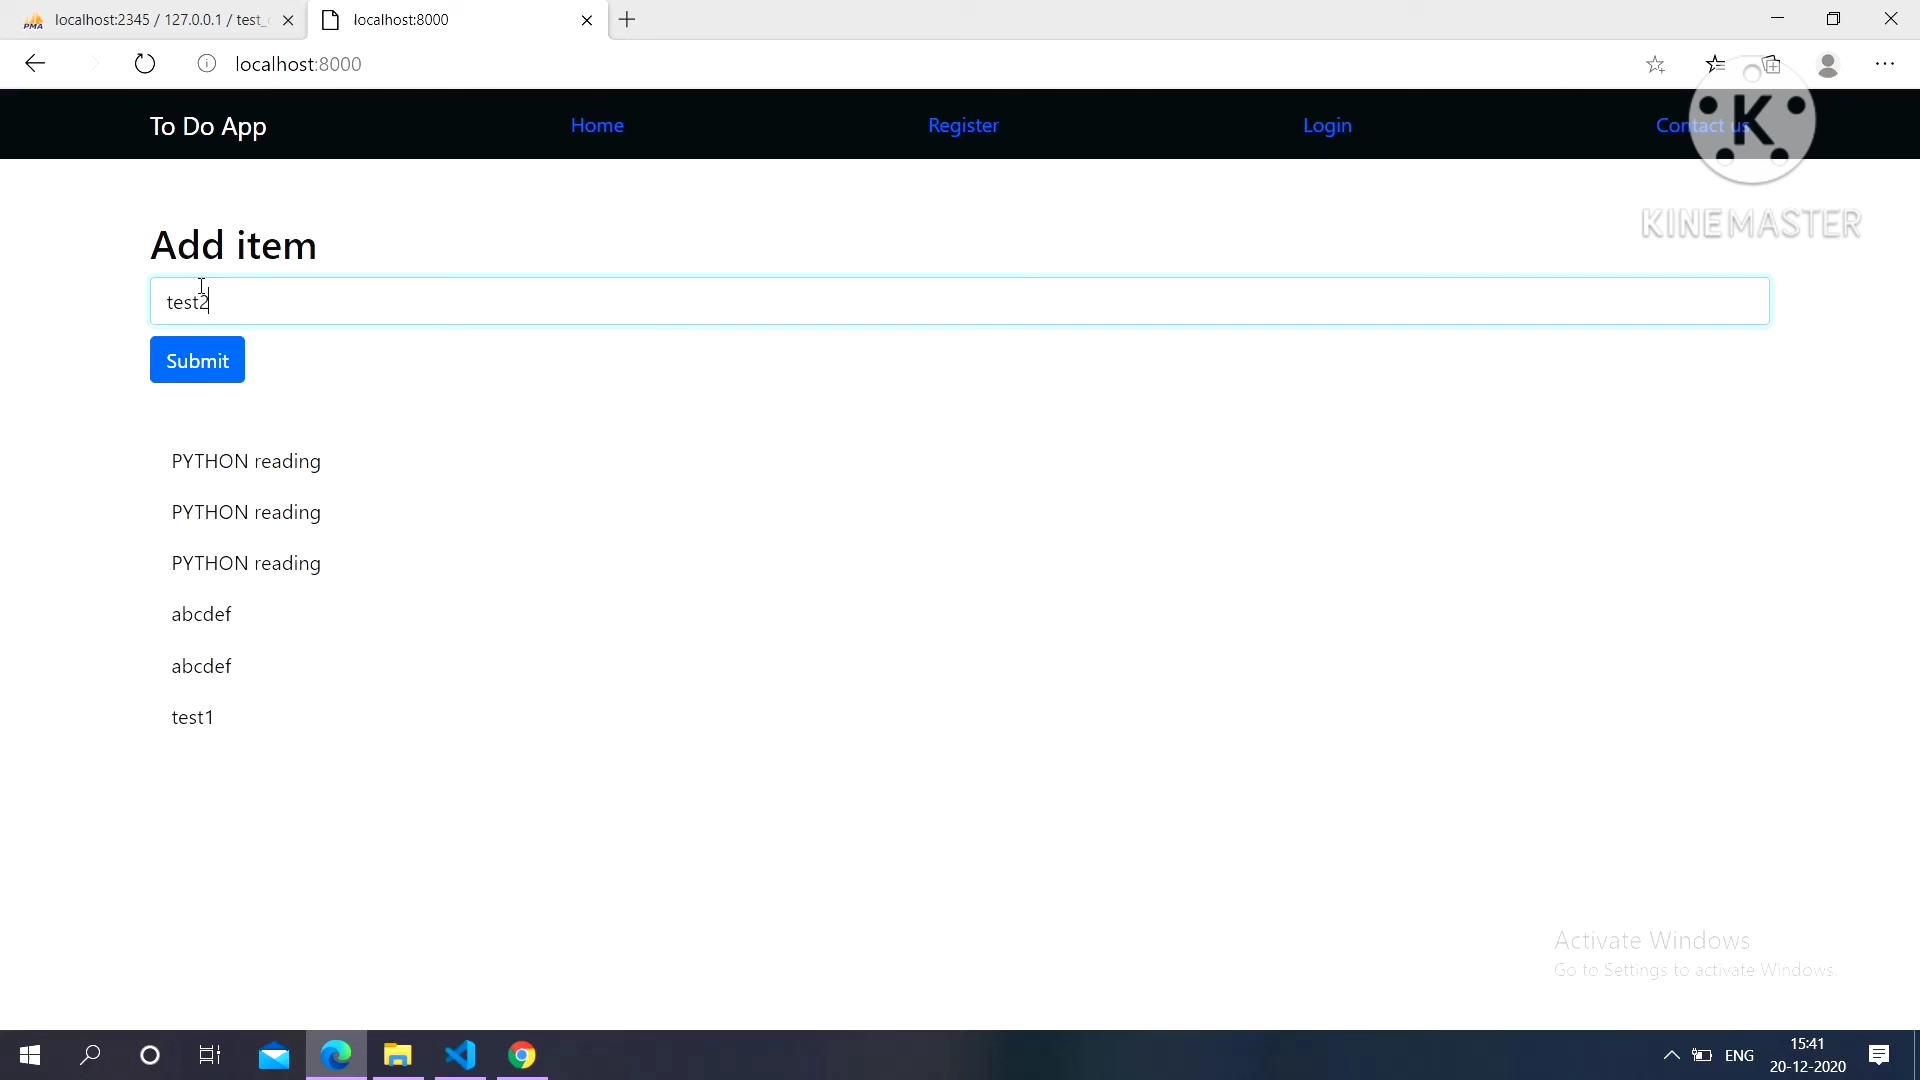 PMA
localhost:2345 / 127.0.0.1 / test_
localhost:8000
localhost:8000
To Do App
Home
Register
Login
Contact us
K
KINEMASTER
Add item
test2
Submit
PYTHON reading
PYTHON reading
PYTHON reading
abcdef
abcdef
test1
Activate Windows
Go to Settings to activate Windows.
ENG
15:41
20-12-2020